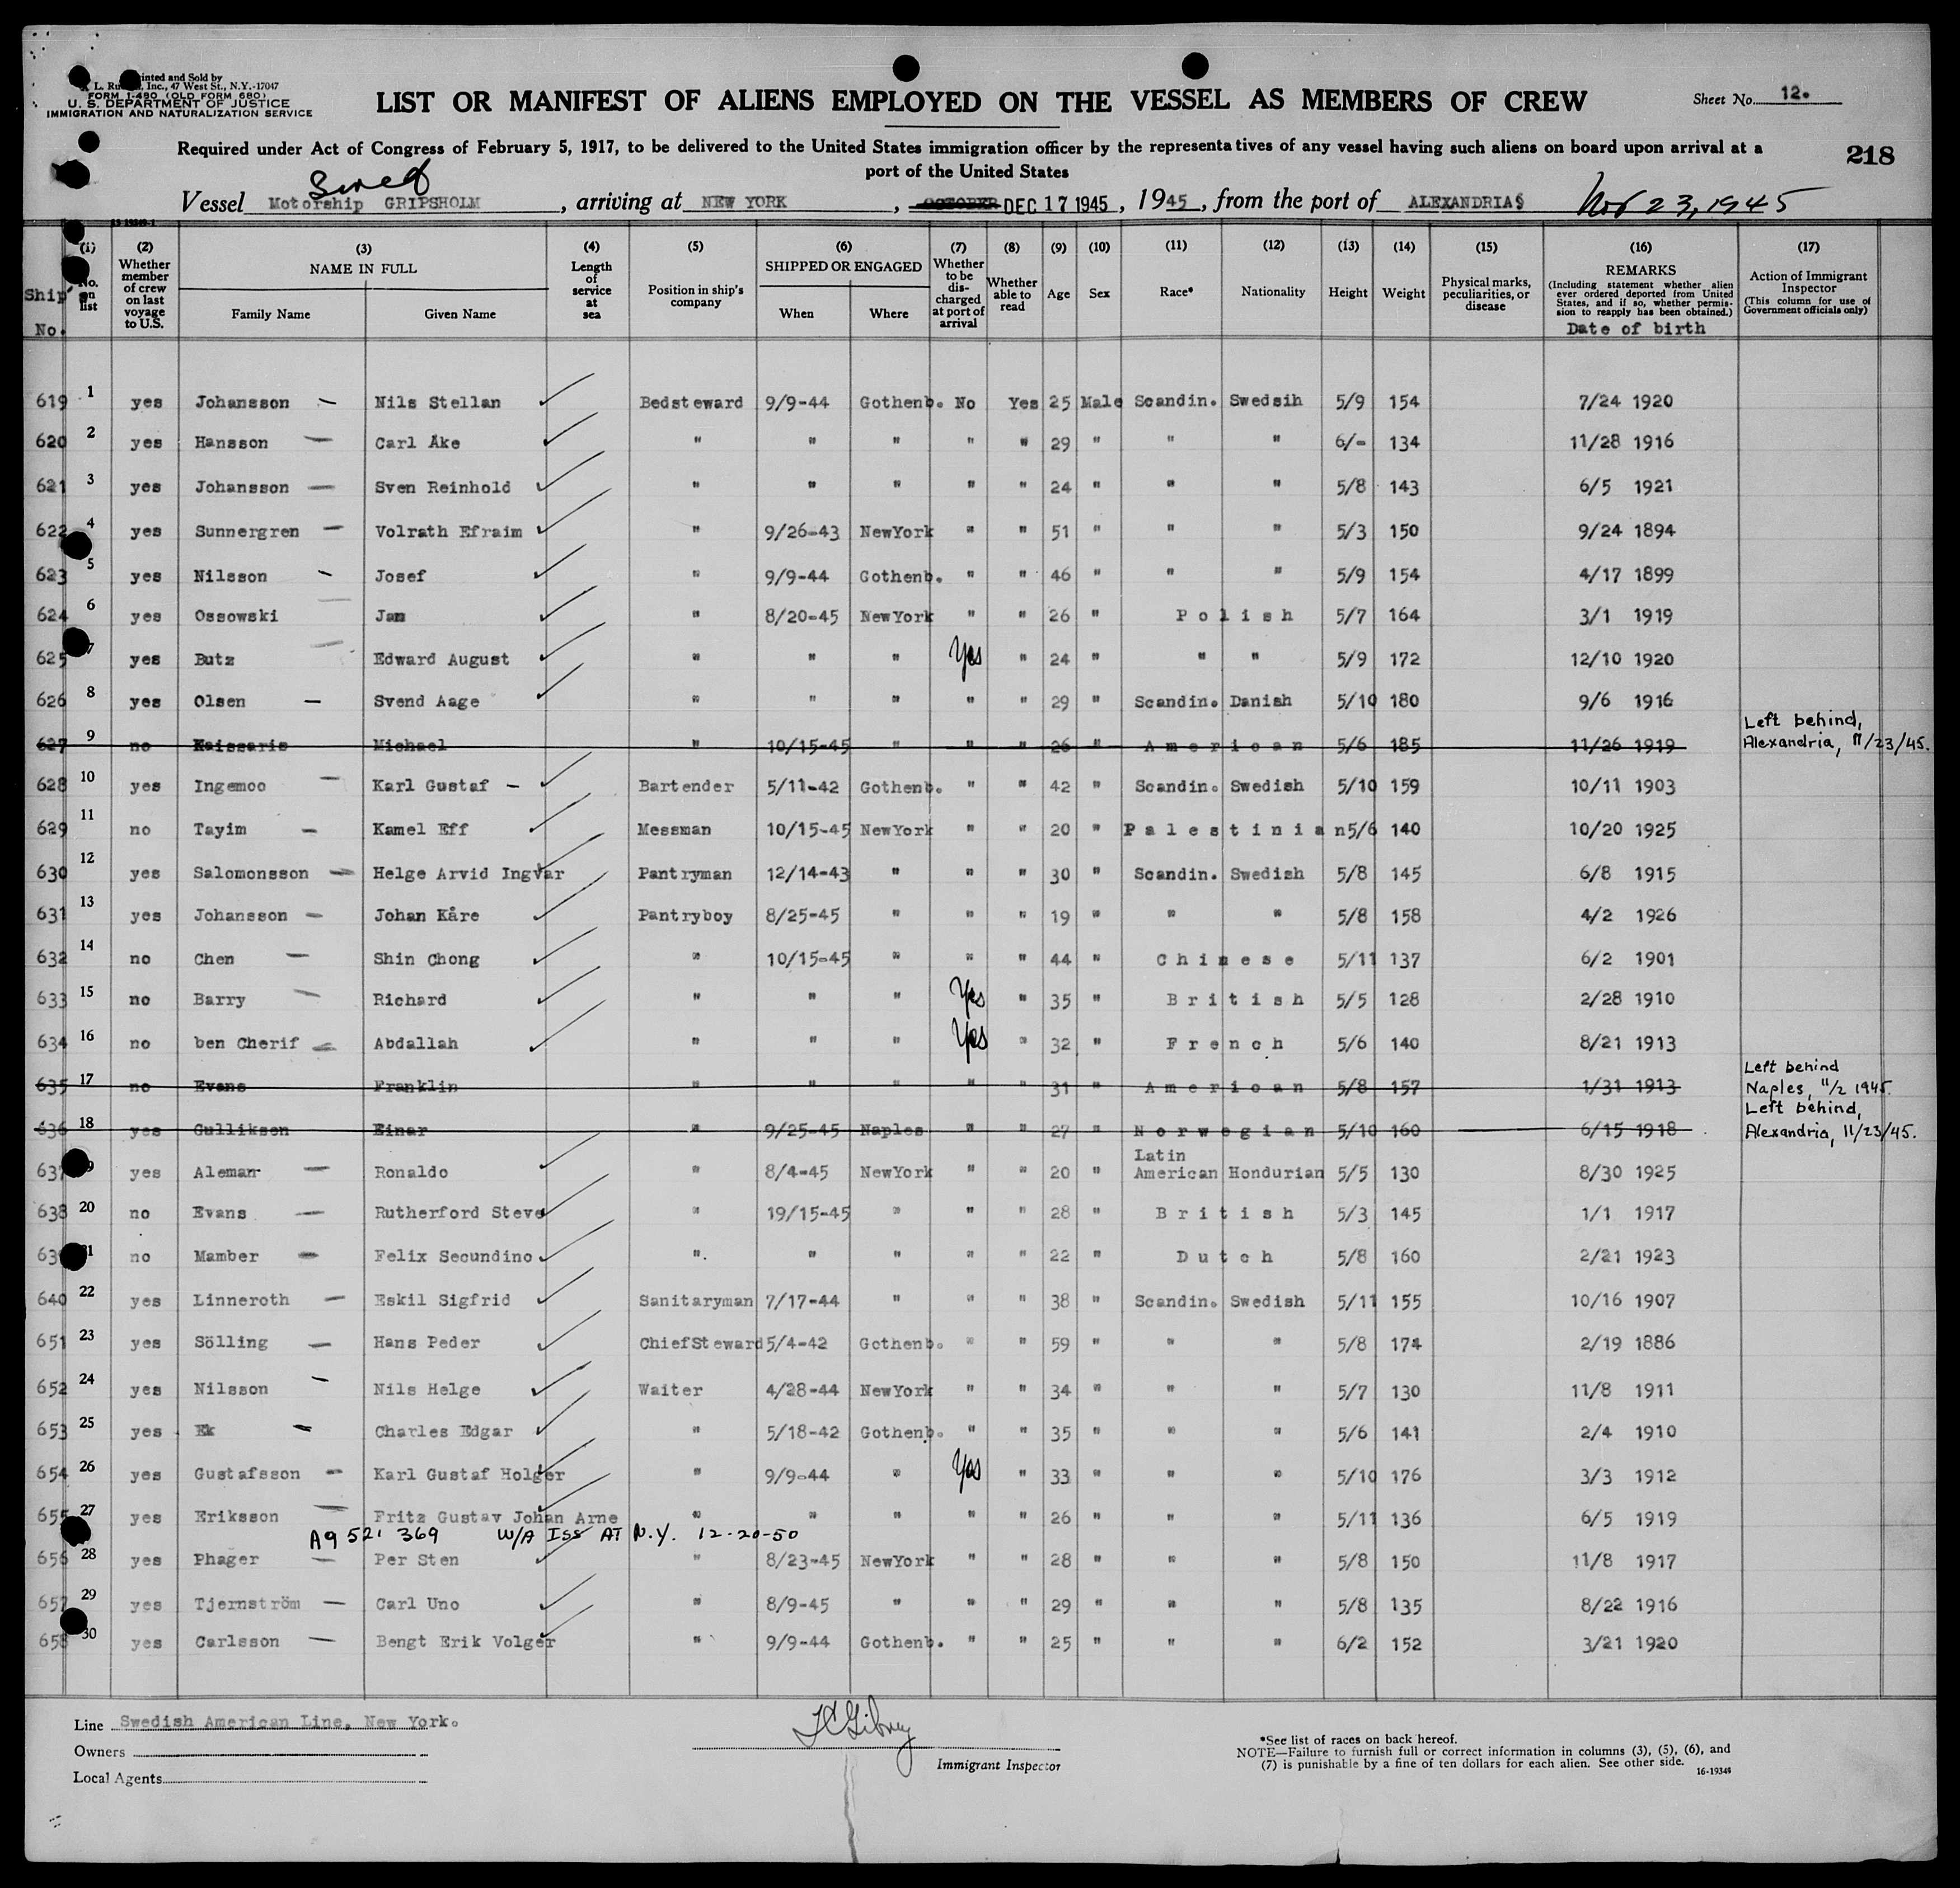 Printed and Sold by
L. Inc., 47 West St., N.Y.-17047
FORM I-480 (OLD FORM 680)
U. S. DEPARTMENT OF JUSTICE
IMMIGRATION AND NATURALIZATION SERVICE
LIST OR MANIFEST OF ALIENS EMPLOYED ON THE VESSEL AS MEMBERS OF CREW
Sheet No. 12.
Required under Act of Congress of February 5, 1917, to be delivered to the United States immigration officer by the representatives of any vessel having such aliens on board upon arrival at a
port of the United States
218
Swed
Vessel Motorship GRIPSHOLM, arriving at NEW YORK, OCTOBER DEC 17 1945, 1945, from the port of ALEXANDRIA Nov 23, 1945
(1) (2) (3) (4) (5) (6) (7) (8) (9) (10) (11) (12) (13) (14) (15) (16) (17)
Ship No. No. on list Whether member of crew on last voyage to U.S. NAME IN FULL Family Name Given Name Length of service at sea Position in ship's company SHIPPED OR ENGAGED When Where Whether to be discharged at port of arrival Whether able to read Age Sex Race* Nationality Height Weight Physical marks, peculiarities, or disease REMARKS (Including statement whether alien ever ordered deported from United States, and if so, whether permission to reapply has been obtained.) Date of birth Action of Immigrant Inspector (This column for use of Government officials only)
619 1 yes Johansson — Nils Stellan Bedsteward 9/9-44 Gothenb. No Yes 25 Male Scandin. Swedsih 5/9 154 7/24 1920
620 2 yes Hansson — Carl Åke " " " " " 29 " " " 6/- 134 11/28 1916
621 3 yes Johansson — Sven Reinhold " " " " " 24 " " " 5/8 143 6/5 1921
622 4 yes Sunnergren — Volrath Efraim " 9/26-43 NewYork " " 51 " " " 5/3 150 9/24 1894
623 5 yes Nilsson — Josef " 9/9-44 Gothenb. " " 46 " " " 5/9 154 4/17 1899
624 6 yes Ossowski Jan " 8/20-45 NewYork " " 26 " Polish 5/7 164 3/1 1919
625 7 yes Butz Edward August " " " Yes " 24 " " " 5/9 172 12/10 1920
626 8 yes Olsen — Svend Aage " " " " " 29 " Scandin. Danish 5/10 180 9/6 1916
627 9 no Kaissaris Michael " 10/15-45 " " " 26 " American 5/6 185 11/26 1919 Left behind, Alexandria, 11/23/45.
628 10 yes Ingemoo — Karl Gustaf — Bartender 5/11-42 Gothenb. " " 42 " Scandin. Swedish 5/10 159 10/11 1903
629 11 no Tayim — Kamel Eff Messman 10/15-45 NewYork " " 20 " Palestinian 5/6 140 10/20 1925
630 12 yes Salomonsson — Helge Arvid Ingvar Pantryman 12/14-43 " " " 30 " Scandin. Swedish 5/8 145 6/8 1915
631 13 yes Johansson — Johan Kåre Pantryboy 8/25-45 " " " 19 " " " 5/8 158 4/2 1926
632 14 no Chen — Shin Chong " 10/15-45 " " " 44 " Chinese 5/11 137 6/2 1901
633 15 no Barry — Richard " " " Yes " 35 " British 5/5 128 2/28 1910
634 16 no ben Cherif — Abdallah " " " Yes " 32 " French 5/6 140 8/21 1913
635 17 no Evans Franklin " " " " " 31 " American 5/8 157 1/31 1913 Left behind Naples, 11/2 1945.
636 18 yes Gulliksen Einar " 9/25-45 Naples " " 27 " Norwegian 5/10 160 6/15 1918 Left behind, Alexandria, 11/23/45.
637 19 yes Aleman — Ronaldo " 8/4-45 NewYork " " 20 " Latin American Hondurian 5/5 130 8/30 1925
638 20 no Evans — Rutherford Steve " 19/15-45 " " " 28 " British 5/3 145 1/1 1917
639 21 no Mamber — Felix Secundino ". " " " " 22 " Dutch 5/8 160 2/21 1923
640 22 yes Linneroth — Eskil Sigfrid Sanitaryman 7/17-44 " " " 38 " Scandin. Swedish 5/11 155 10/16 1907
651 23 yes Sölling — Hans Peder ChiefSteward 5/4-42 Gothenb. " " 59 " " " 5/8 174 2/19 1886
652 24 yes Nilsson — Nils Helge Waiter 4/28-44 NewYork " " 34 " " " 5/7 130 11/8 1911
653 25 yes Ek — Charles Edgar " 5/18-42 Gothenb. " " 35 " " " 5/6 141 2/4 1910
654 26 yes Gustafsson — Karl Gustaf Holger " 9/9-44 " Yes " 33 " " " 5/10 176 3/3 1912
655 27 yes Eriksson — Fritz Gustav Johan Arne " " " " " 26 " " " 5/11 136 6/5 1919
A9 521 369 W/A Iss AT N.Y. 12-20-50
656 28 yes Phager — Per Sten " 8/23-45 NewYork " " 28 " " " 5/8 150 11/8 1917
657 29 yes Tjernström — Carl Uno " 8/9-45 " " " 29 " " " 5/8 135 8/22 1916
658 30 yes Carlsson — Bengt Erik Volger " 9/9-44 Gothenb. " " 25 " " " 6/2 152 3/21 1920
Line Swedish American Line, New York.
Owners
Local Agents
Immigrant Inspector
*See list of races on back hereof.
NOTE—Failure to furnish full or correct information in columns (3), (5), (6), and
(7) is punishable by a fine of ten dollars for each alien. See other side.
16-19349